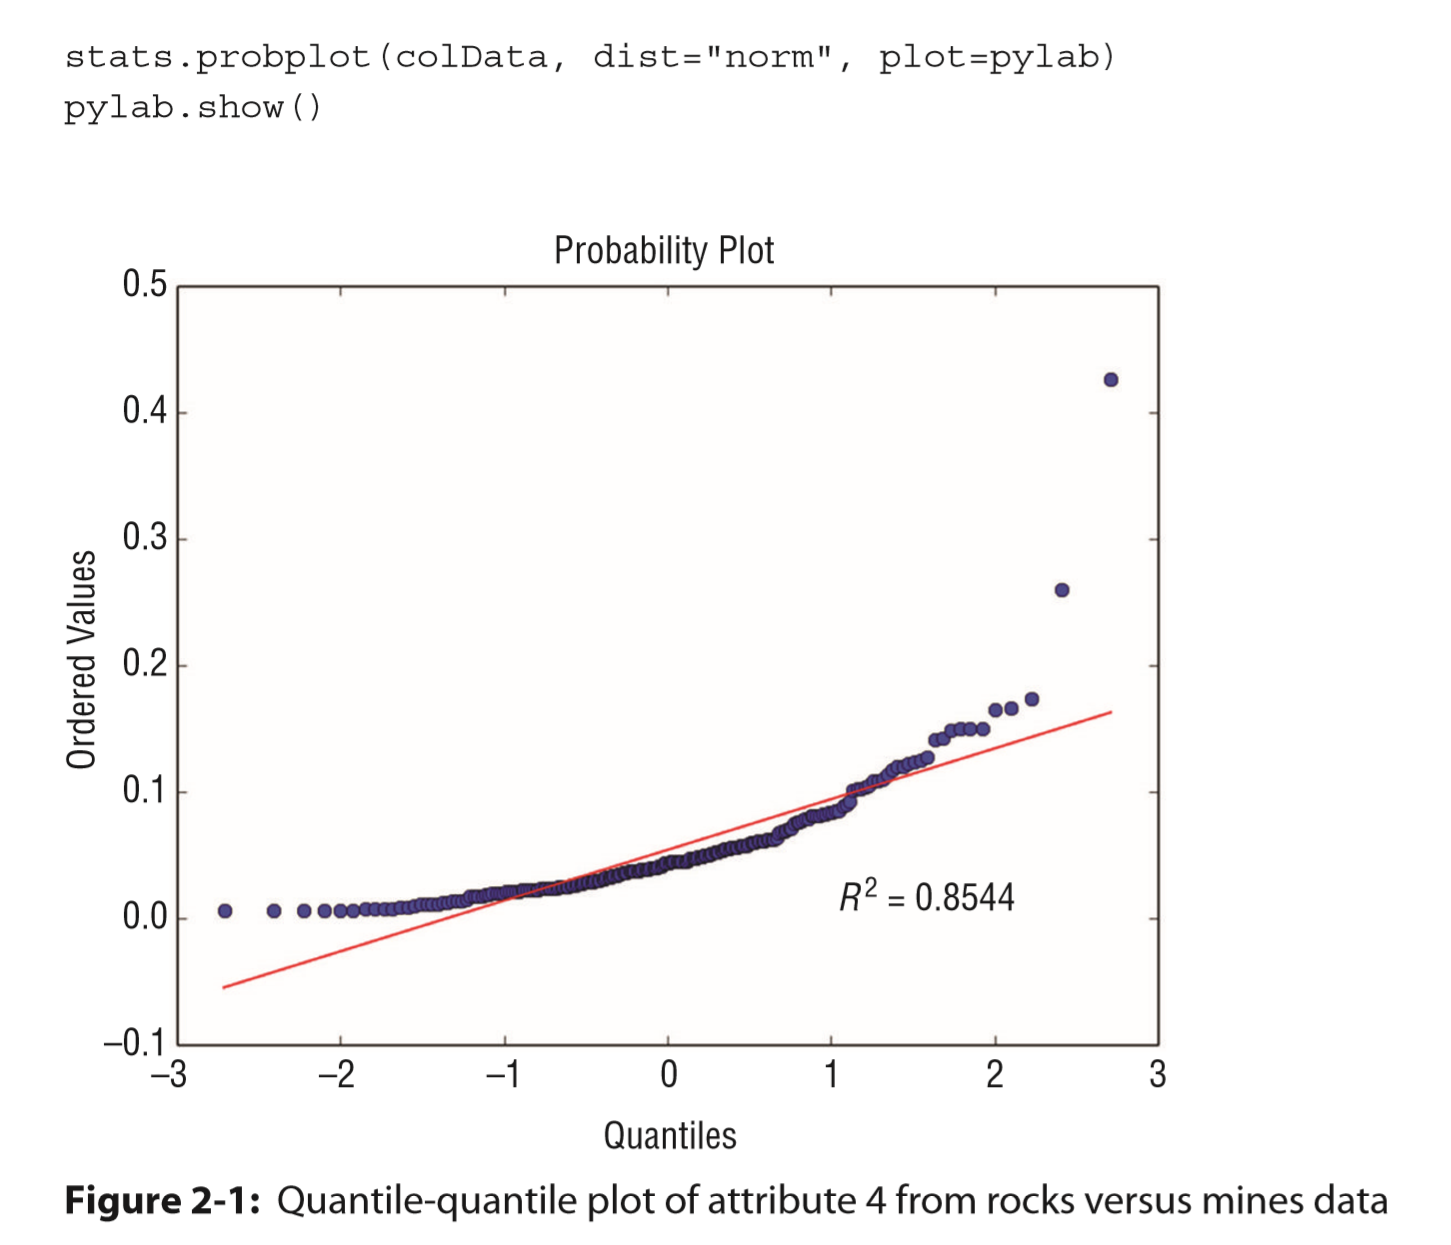 stats.probplot(colData, dist="norm", plot=pylab)
pylab.show()
Probability Plot
0.5
0.4
0.3
0.2
0.1
0.0
–0.1
Ordered Values
R² = 0.8544
–3
–2
–1
0
1
2
3
Quantiles
Figure 2-1: Quantile-quantile plot of attribute 4 from rocks versus mines data